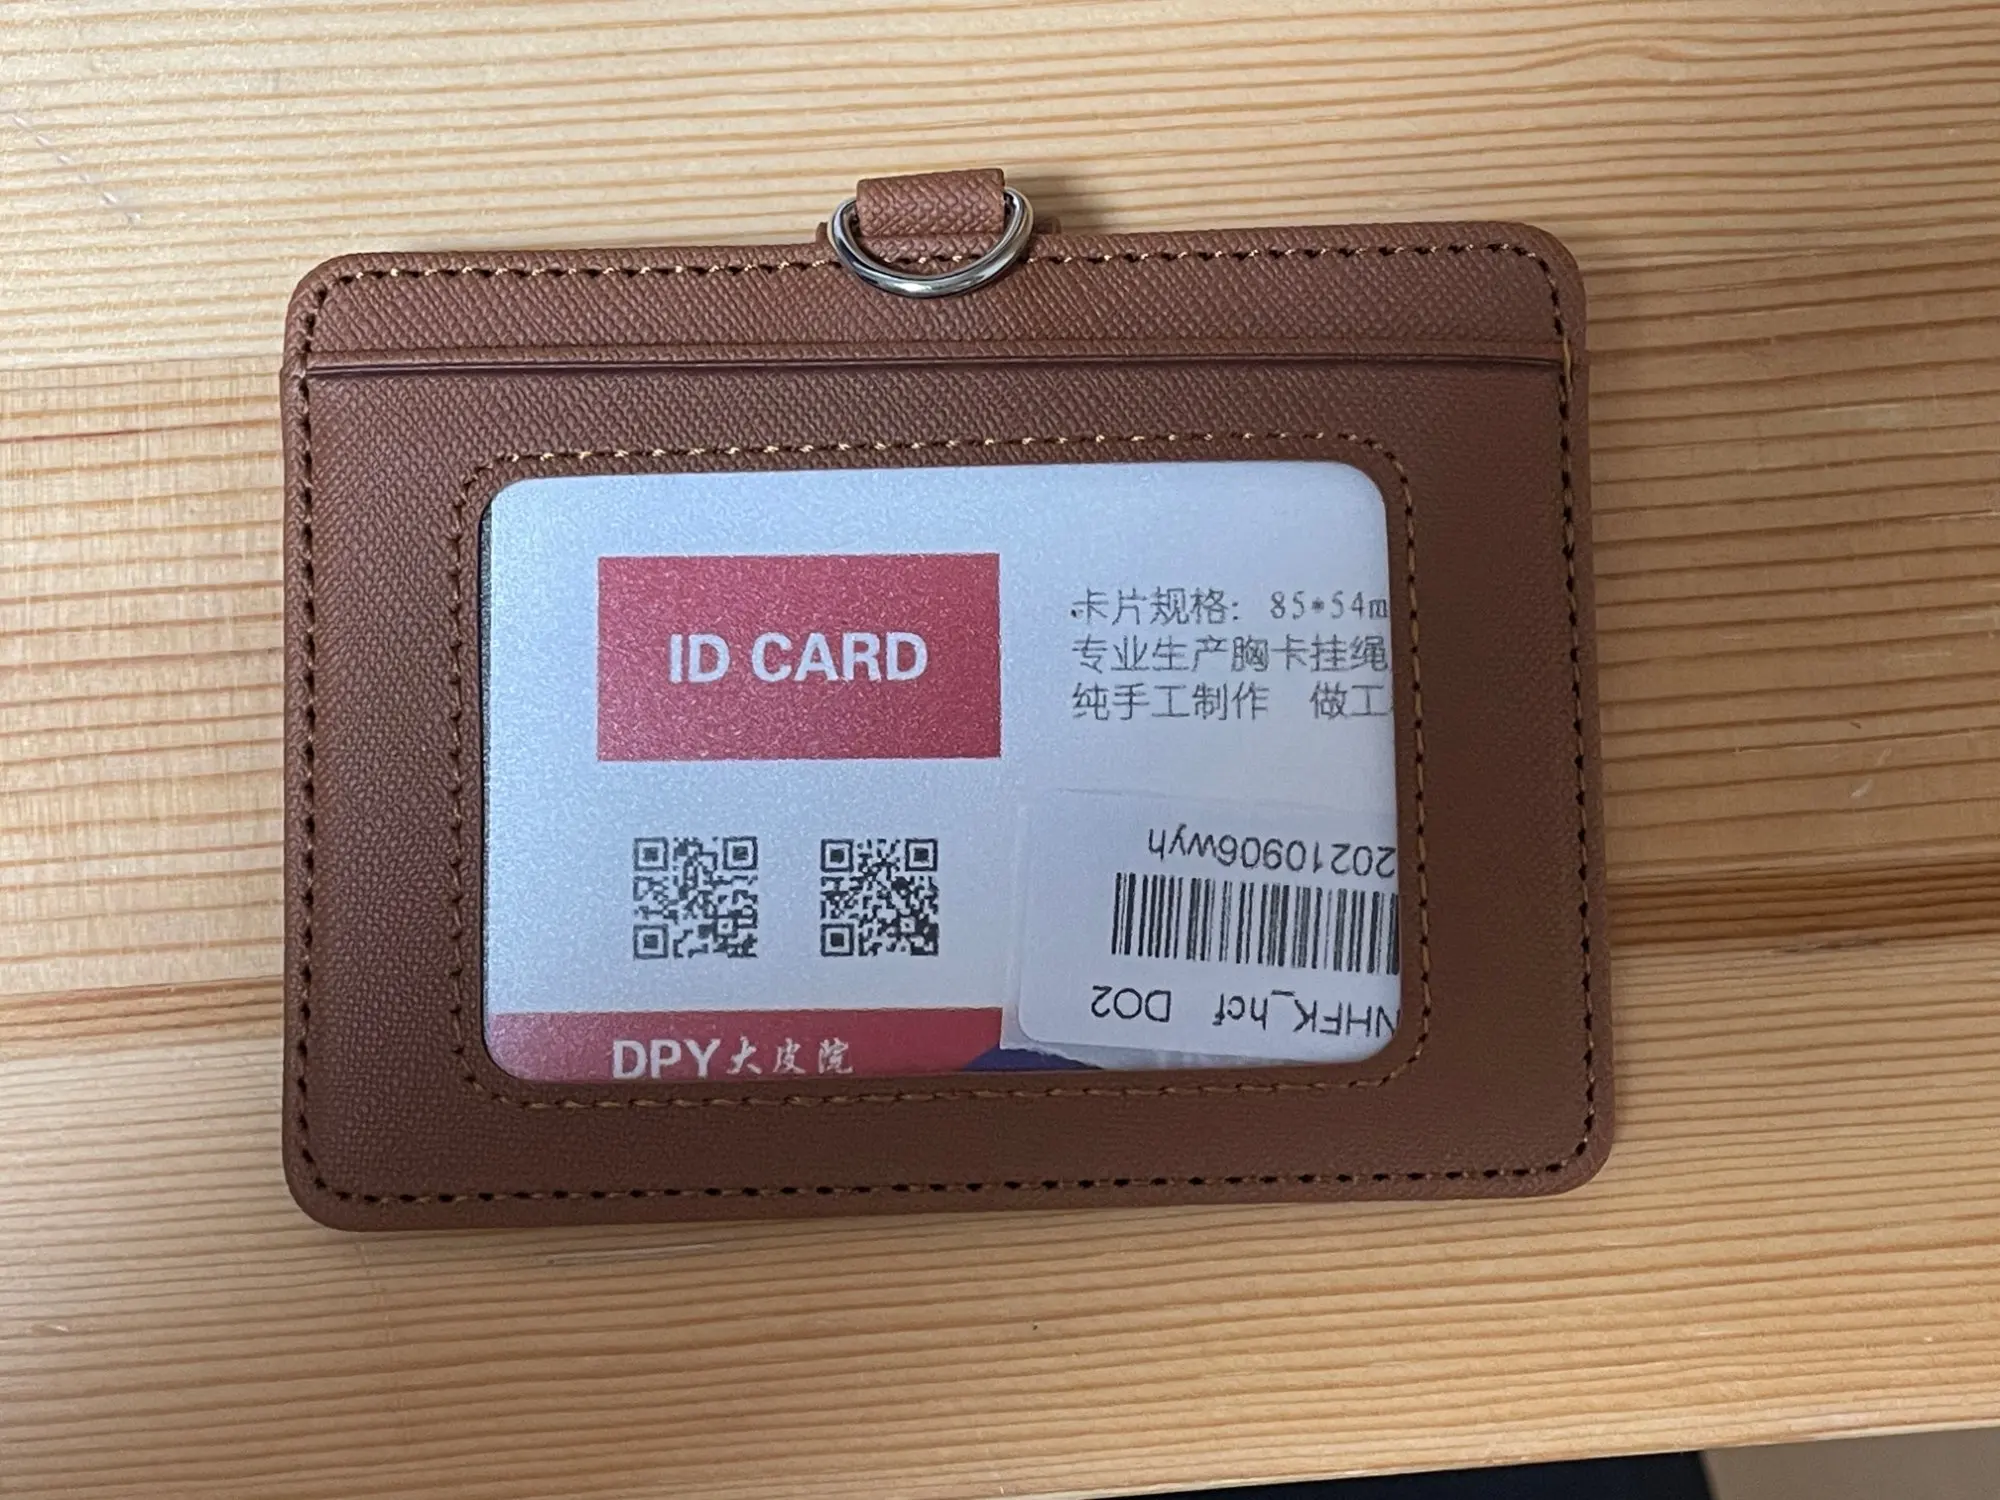 ID CARD
卡片规格: 85*54m
专业生产胸卡挂绳
纯手工制作 做工
20210906wyh
NHFK_hcf DO2
DPY大皮院